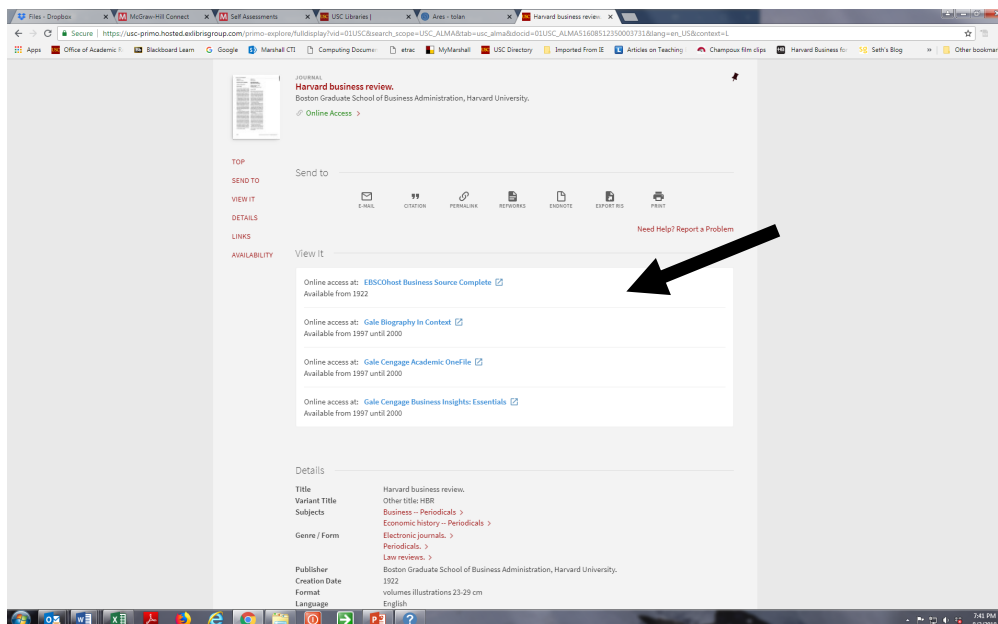 Files - Dropbox
McGraw-Hill Connect
Self Assessments
USC Libraries |
Ares - tolan
Harvard business review.
Secure | https://usc-primo.hosted.exlibrisgroup.com/primo-explore/fulldisplay?vid=01USC&search_scope=USC_ALMA&tab=usc_alma&docid=01USC_ALMA51608512350003731&lang=en_US&context=L
Apps
Office of Academic
Blackboard Learn
Google
Marshall CTI
Computing Documen
etrac
MyMarshall
USC Directory
Imported From IE
Articles on Teaching
Champoux film clips
Harvard Business for
Seth's Blog
»
Other bookmar
JOURNAL
Harvard business review.
Boston Graduate School of Business Administration, Harvard University.
Online Access >
TOP
SEND TO
VIEW IT
DETAILS
LINKS
AVAILABILITY
Send to
E-MAIL
CITATION
PERMALINK
REFWORKS
ENDNOTE
EXPORT RIS
PRINT
Need Help? Report a Problem
View It
Online access at: EBSCOhost Business Source Complete
Available from 1922
Online access at: Gale Biography In Context
Available from 1997 until 2000
Online access at: Gale Cengage Academic OneFile
Available from 1997 until 2000
Online access at: Gale Cengage Business Insights: Essentials
Available from 1997 until 2000
Details
Title Harvard business review.
Variant Title Other title: HBR
Subjects Business -- Periodicals >
Economic history -- Periodicals >
Genre / Form Electronic journals. >
Periodicals. >
Law reviews. >
Publisher Boston Graduate School of Business Administration, Harvard University.
Creation Date 1922
Format volumes illustrations 23-29 cm
Language English
7:41 PM